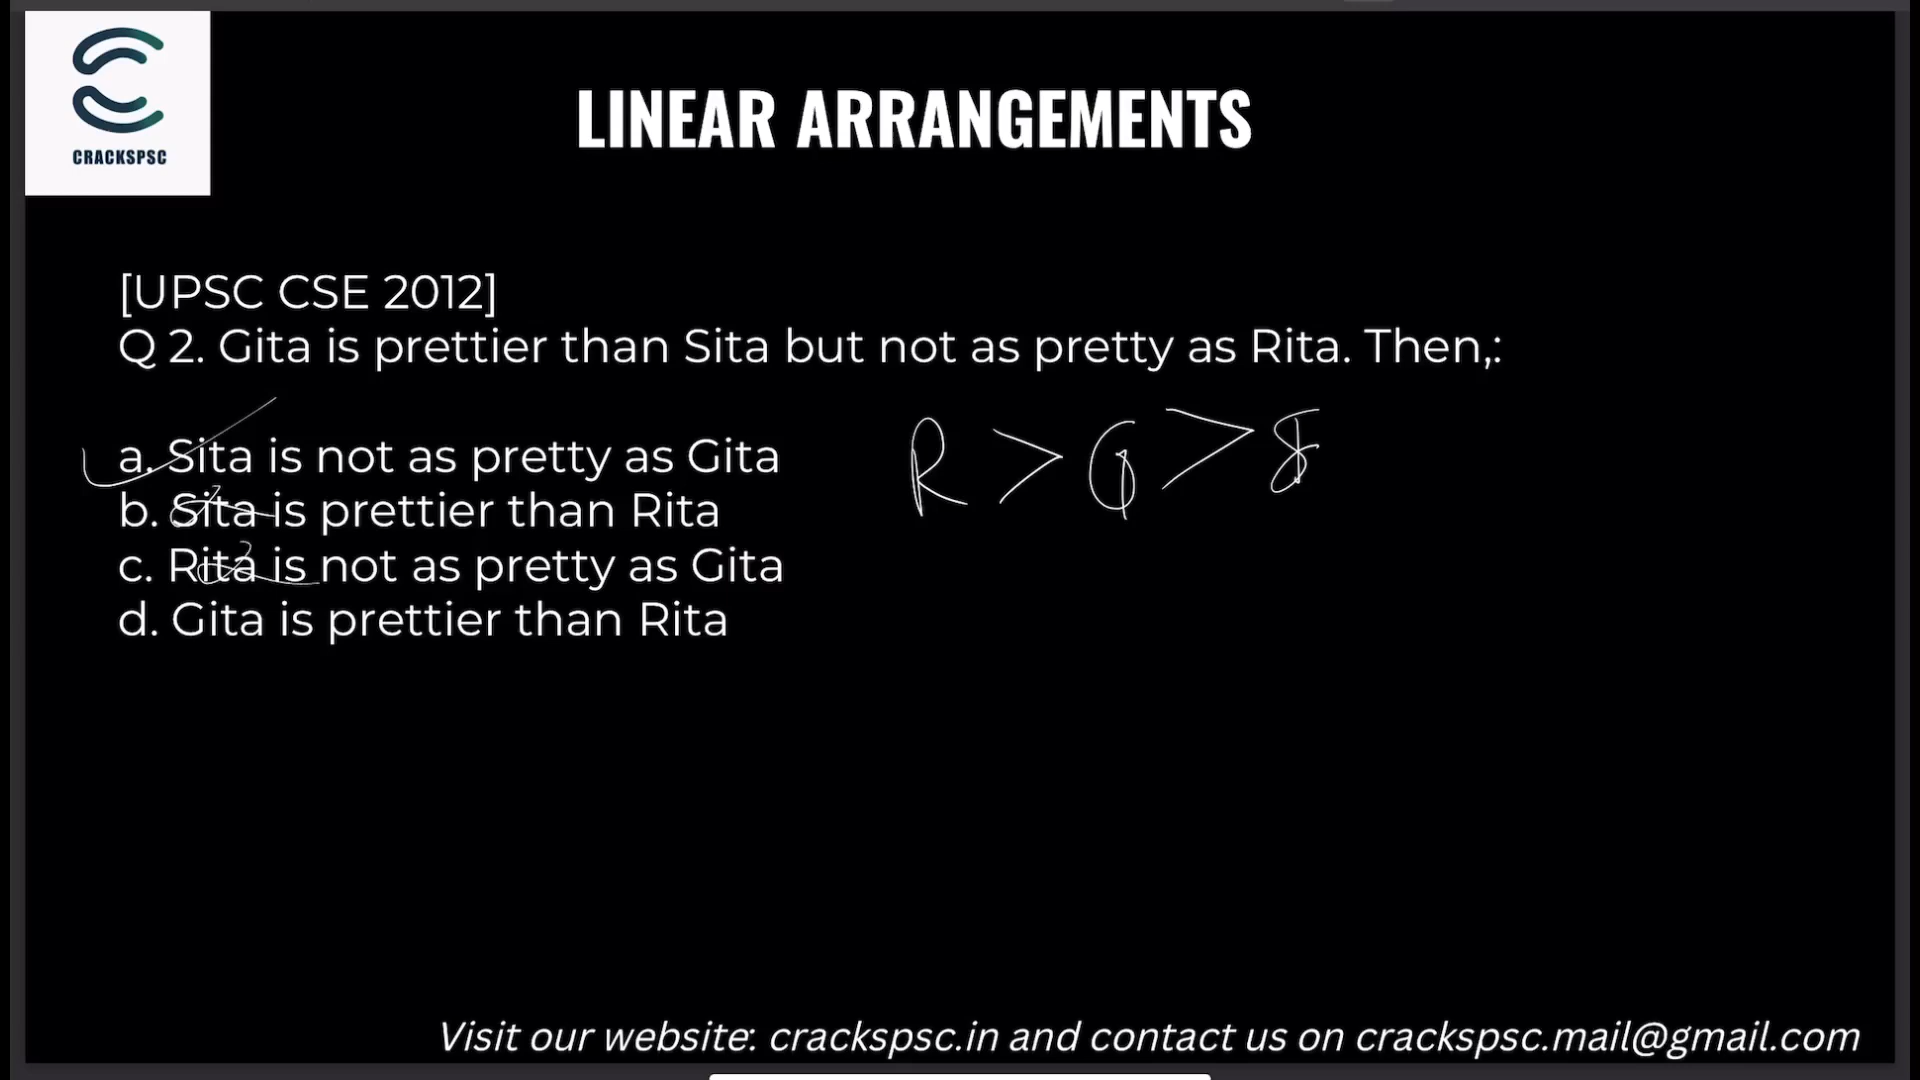 CRACKSPSC
LINEAR ARRANGEMENTS
[UPSC CSE 2012]
Q 2. Gita is prettier than Sita but not as pretty as Rita. Then,:
a. Sita is not as pretty as Gita
R > G > S
b. Sita is prettier than Rita
c. Rita is not as pretty as Gita
d. Gita is prettier than Rita
Visit our website: crackspsc.in and contact us on crackspsc.mail@gmail.com